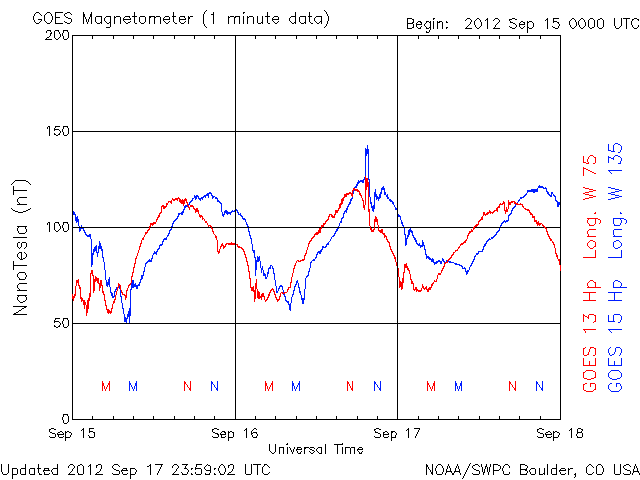 GOES Magnetometer (1 minute data)
Begin: 2012 Sep 15 0000 UTC
200
150
100
50
0
NanoTesla (nT)
M M N N M M N N M M N N
Sep 15 Sep 16 Sep 17 Sep 18
Universal Time
GOES 13 Hp Long. W 75
GOES 15 Hp Long. W 135
Updated 2012 Sep 17 23:59:02 UTC
NOAA/SWPC Boulder, CO USA